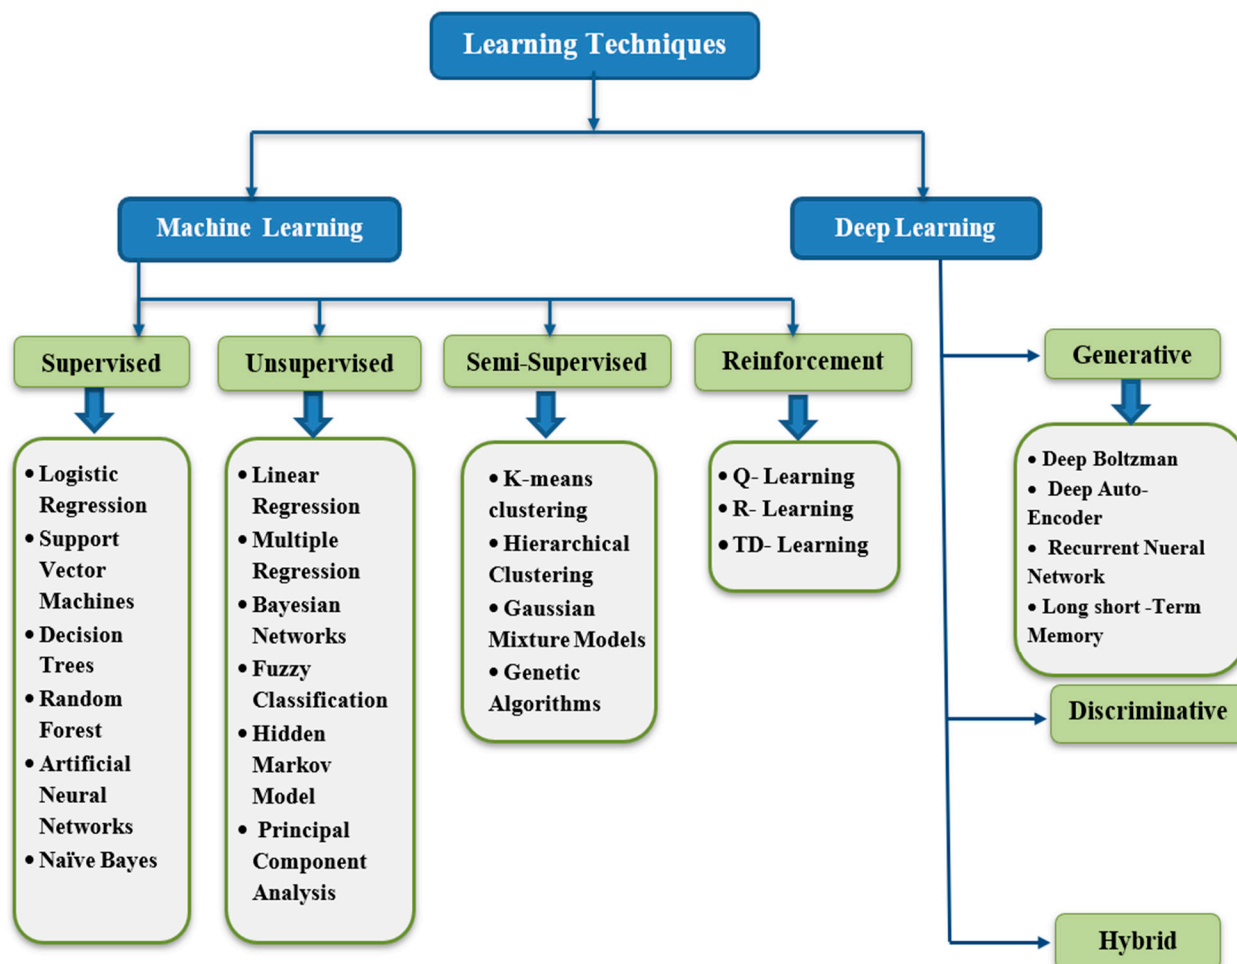 Learning Techniques
Machine Learning
Deep Learning
Supervised
Unsupervised
Semi-Supervised
Reinforcement
Generative
• Logistic
Regression
• Support
Vector
Machines
• Decision
Trees
• Random
Forest
• Artificial
Neural
Networks
• Naïve Bayes
• Linear
Regression
• Multiple
Regression
• Bayesian
Networks
• Fuzzy
Classification
• Hidden
Markov
Model
• Principal
Component
Analysis
• K-means
clustering
• Hierarchical
Clustering
• Gaussian
Mixture Models
• Genetic
Algorithms
• Q- Learning
• R- Learning
• TD- Learning
• Deep Boltzman
• Deep Auto-
Encoder
• Recurrent Nueral
Network
• Long short -Term
Memory
Discriminative
Hybrid